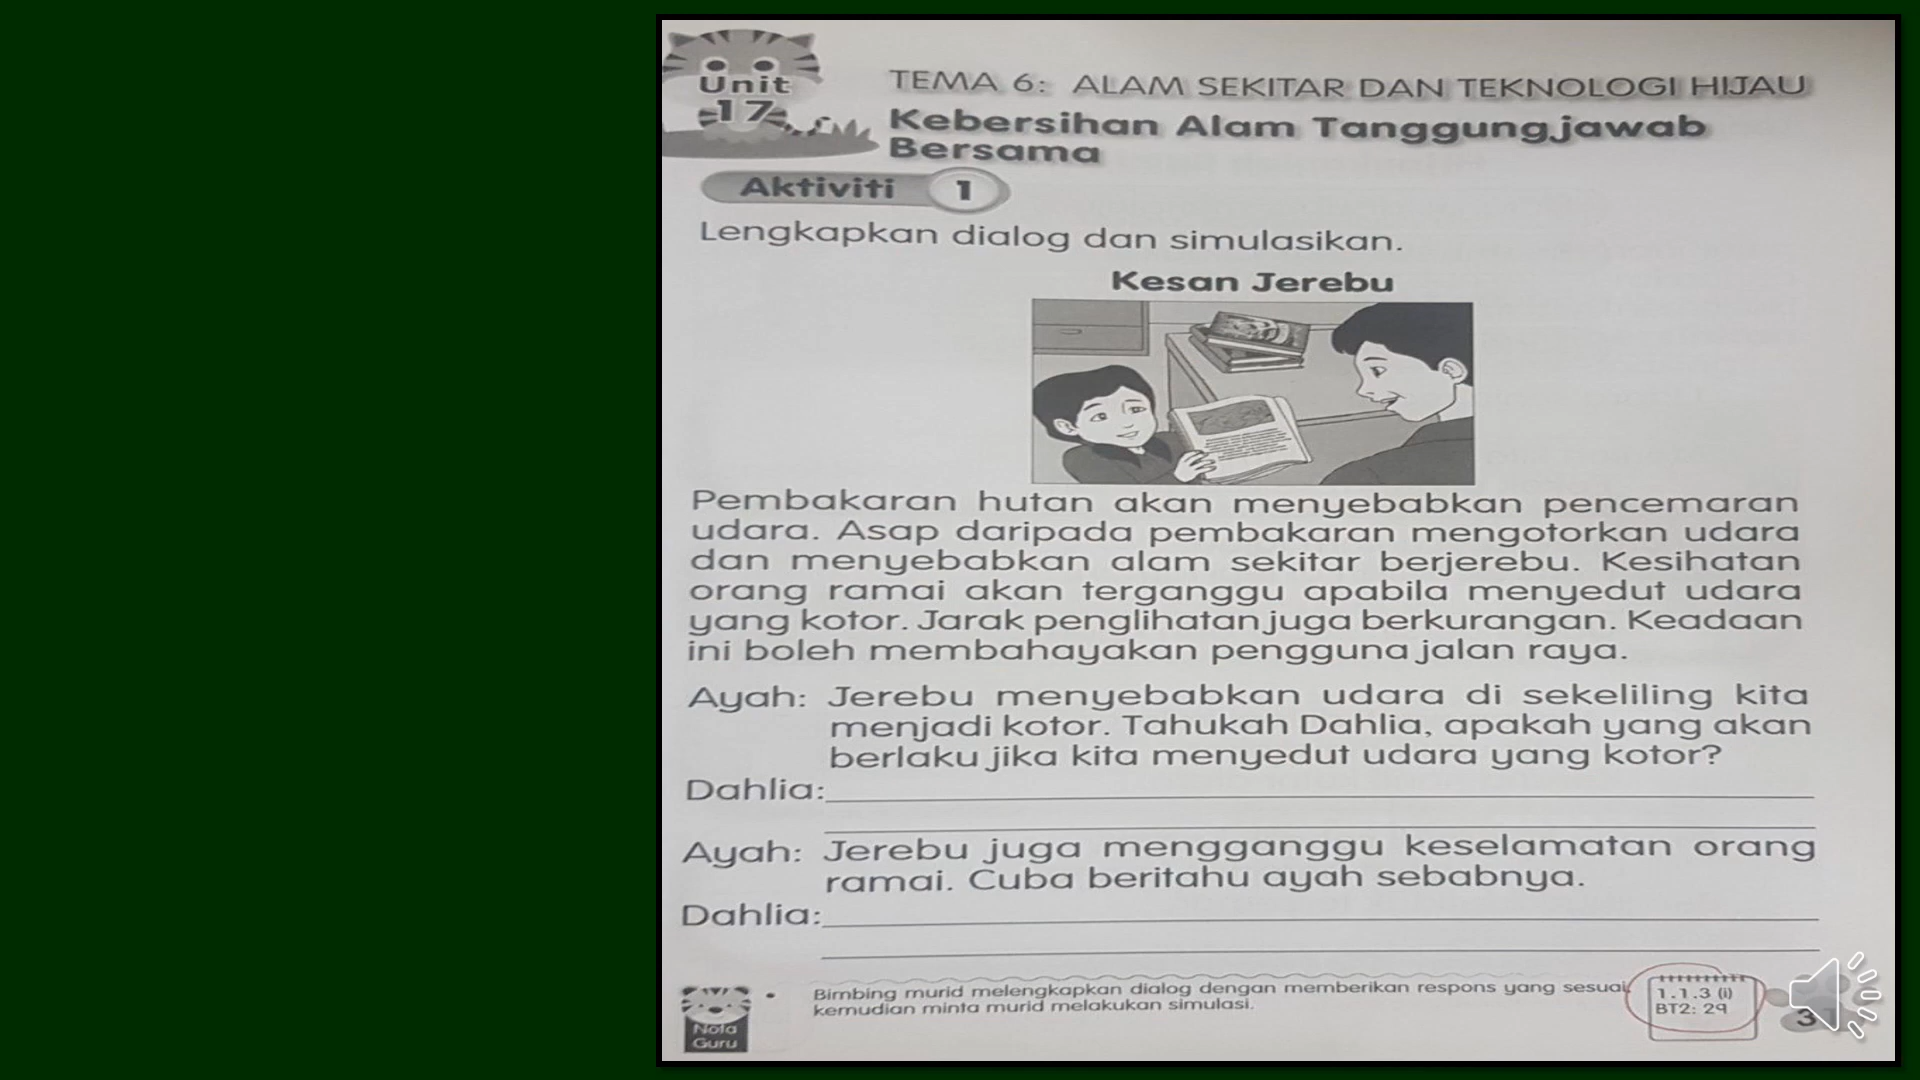 Unit
17
TEMA 6: ALAM SEKITAR DAN TEKNOLOGI HIJAU
Kebersihan Alam Tanggungjawab
Bersama
Aktiviti 1
Lengkapkan dialog dan simulasikan.
Kesan Jerebu
Pembakaran hutan akan menyebabkan pencemaran
udara. Asap daripada pembakaran mengotorkan udara
dan menyebabkan alam sekitar berjerebu. Kesihatan
orang ramai akan terganggu apabila menyedut udara
yang kotor. Jarak penglihatan juga berkurangan. Keadaan
ini boleh membahayakan pengguna jalan raya.
Ayah: Jerebu menyebabkan udara di sekeliling kita
menjadi kotor. Tahukah Dahlia, apakah yang akan
berlaku jika kita menyedut udara yang kotor?
Dahlia:
Ayah: Jerebu juga mengganggu keselamatan orang
ramai. Cuba beritahu ayah sebabnya.
Dahlia:
Nota
Guru
• Bimbing murid melengkapkan dialog dengan memberikan respons yang sesuai,
kemudian minta murid melakukan simulasi.
1.1.3 (i)
BT2: 29